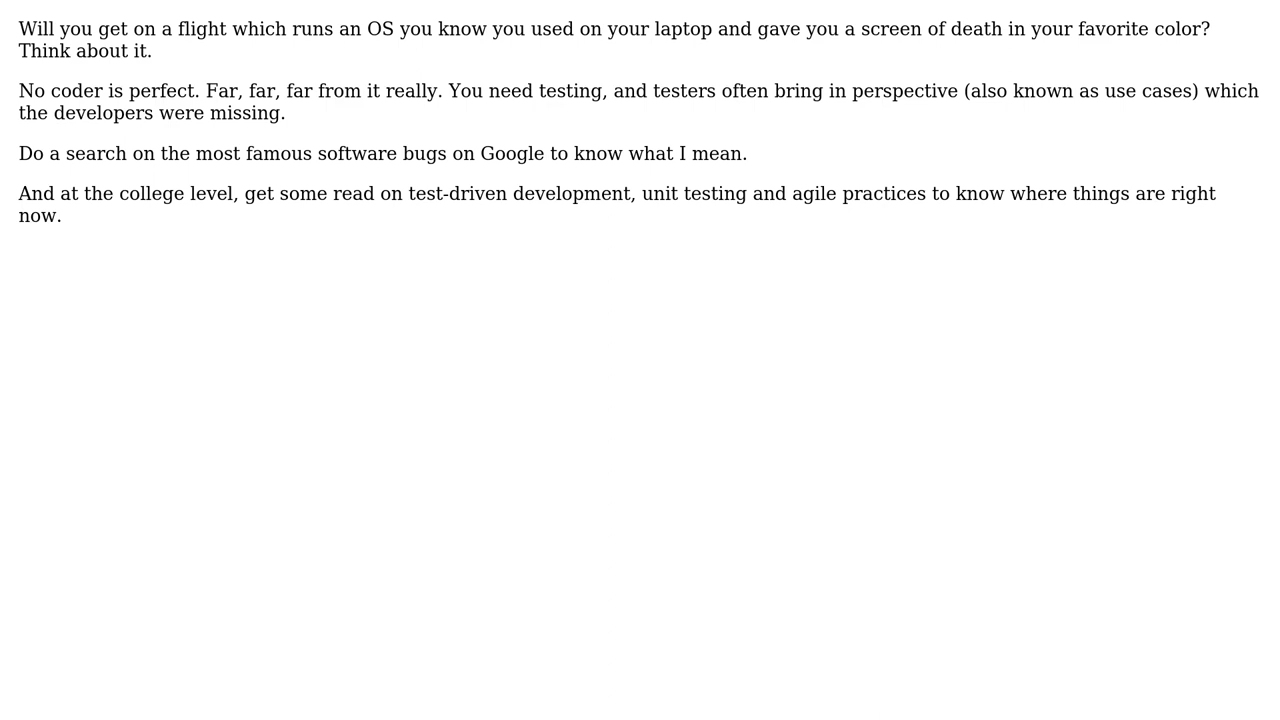 Will you get on a flight which runs an OS you know you used on your laptop and gave you a screen of death in your favorite color?
Think about it.
No coder is perfect. Far, far, far from it really. You need testing, and testers often bring in perspective (also known as use cases) which
the developers were missing.
Do a search on the most famous software bugs on Google to know what I mean.
And at the college level, get some read on test-driven development, unit testing and agile practices to know where things are right
now.